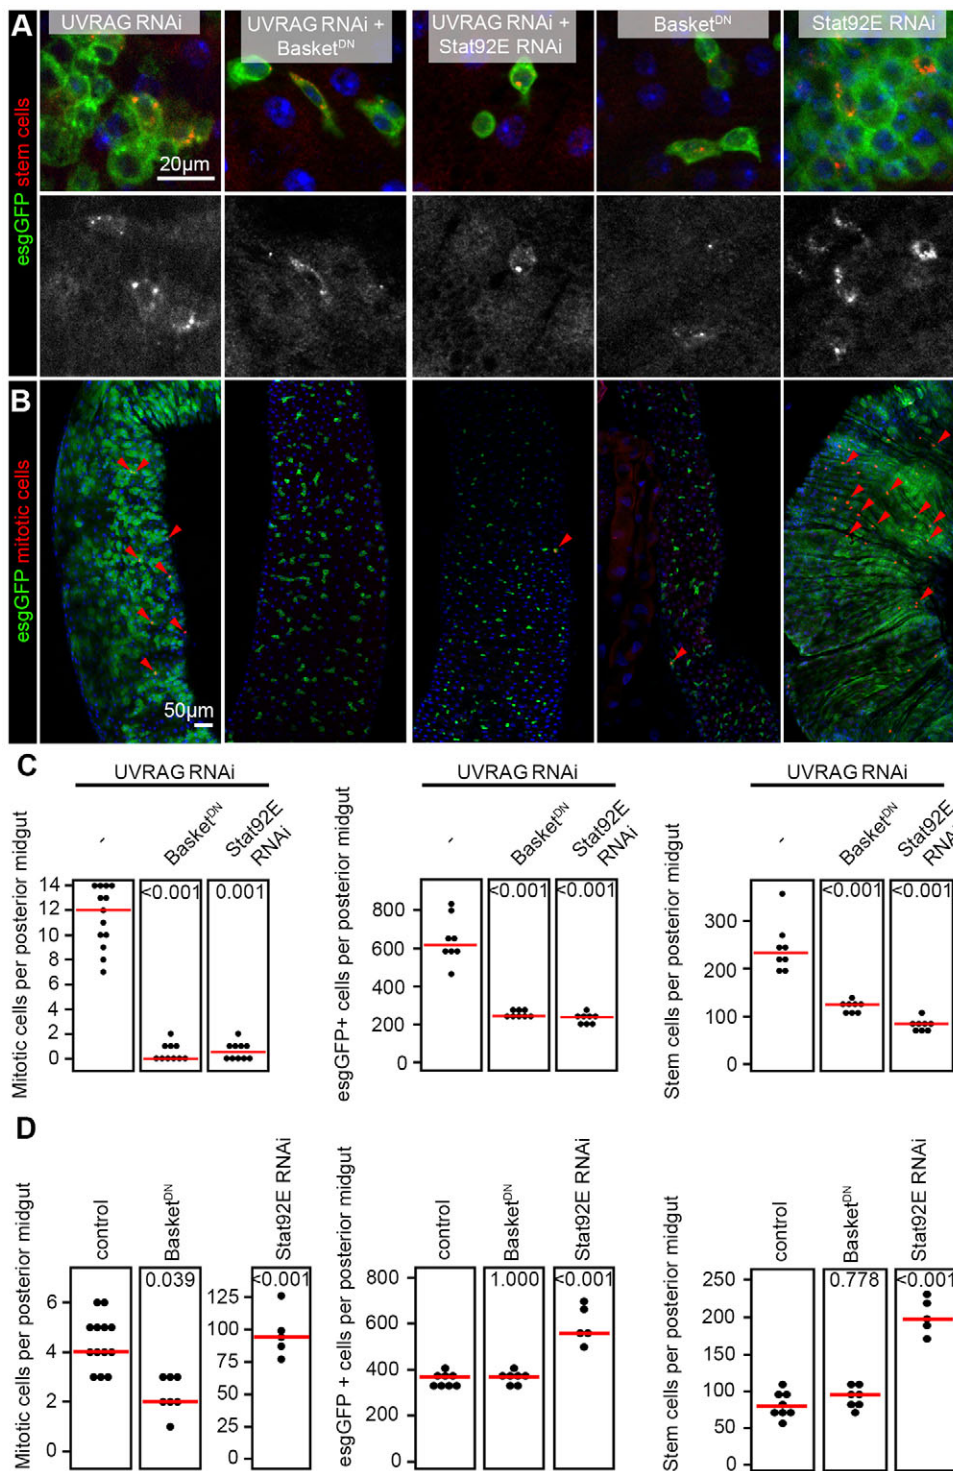 A
UVRAG RNAi
UVRAG RNAi +
Basket^DN
UVRAG RNAi +
Stat92E RNAi
Basket^DN
Stat92E RNAi
esgGFP stem cells
20µm
B
esgGFP mitotic cells
50µm
C
UVRAG RNAi
Mitotic cells per posterior midgut
-
Basket^DN
Stat92E
RNAi
<0.001
0.001
14
12
10
8
6
4
2
0
UVRAG RNAi
esgGFP+ cells per posterior midgut
-
Basket^DN
Stat92E
RNAi
<0.001
<0.001
800
600
400
200
0
UVRAG RNAi
Stem cells per posterior midgut
-
Basket^DN
Stat92E
RNAi
<0.001
<0.001
300
200
100
0
D
Mitotic cells per posterior midgut
control
Basket^DN
Stat92E RNAi
0.039
<0.001
6
4
2
0
125
100
75
50
25
0
esgGFP + cells per posterior midgut
control
Basket^DN
Stat92E RNAi
1.000
<0.001
800
600
400
200
0
Stem cells per posterior midgut
control
Basket^DN
Stat92E RNAi
0.778
<0.001
250
200
150
100
50
0